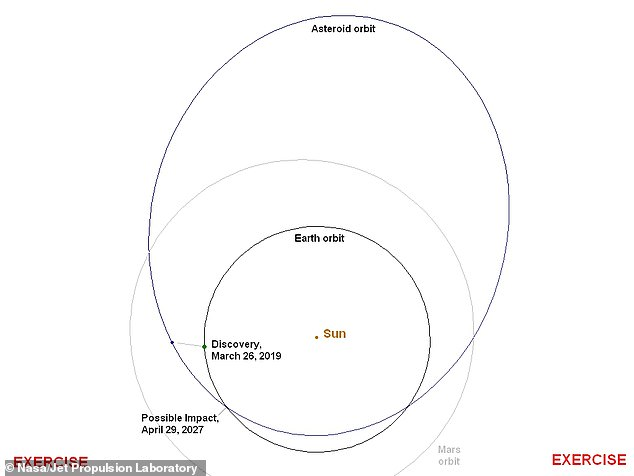 Asteroid orbit
Earth orbit
Sun
Discovery,
March 26, 2019
Possible Impact,
April 29, 2027
Mars
orbit
EXERCISE
EXERCISE
© Nasa/Jet Propulsion Laboratory